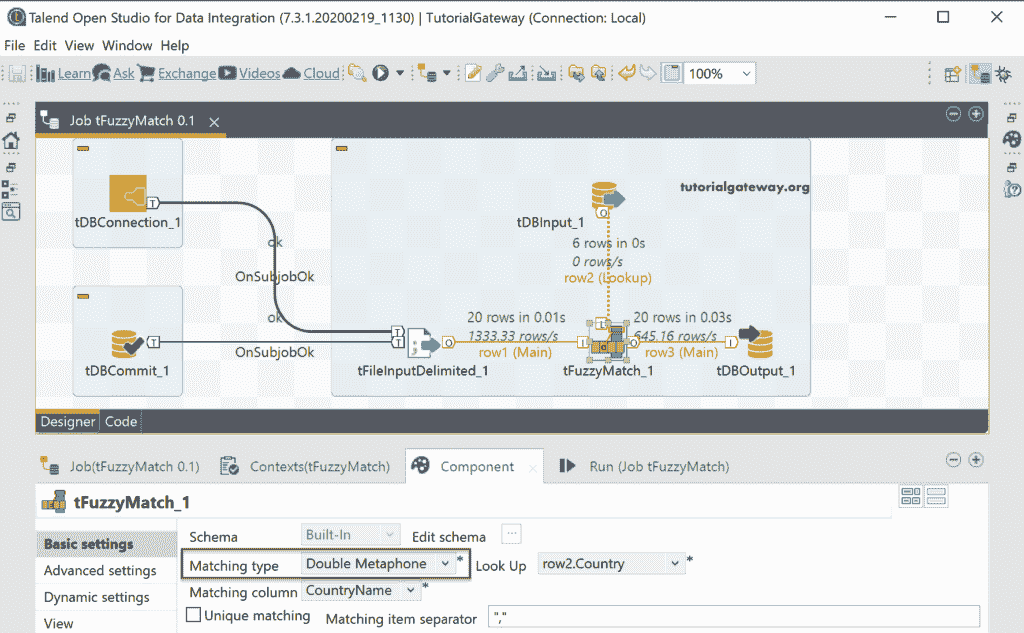 Talend Open Studio for Data Integration (7.3.1.20200219_1130) | TutorialGateway (Connection: Local)
File Edit View Window Help
Learn Ask Exchange Videos Cloud 100%
Job tFuzzyMatch 0.1
tutorialgateway.org
T
tDBConnection_1
tDBInput_1
O
ok
6 rows in 0s
0 rows/s
OnSubjobOk
row2 (Lookup)
ok
20 rows in 0.01s
L
20 rows in 0.03s
T
1333.33 rows/s
645.16 rows/s
T
T
O
I
O
I
OnSubjobOk
row1 (Main)
row3 (Main)
tDBCommit_1
tFileInputDelimited_1
tFuzzyMatch_1
tDBOutput_1
Designer Code
Job(tFuzzyMatch 0.1) Contexts(tFuzzyMatch) Component Run (Job tFuzzyMatch)
tFuzzyMatch_1
Basic settings
Advanced settings
Dynamic settings
View
Schema Built-In Edit schema ...
Matching type Double Metaphone * Look Up row2.Country *
Matching column CountryName *
Unique matching Matching item separator ","